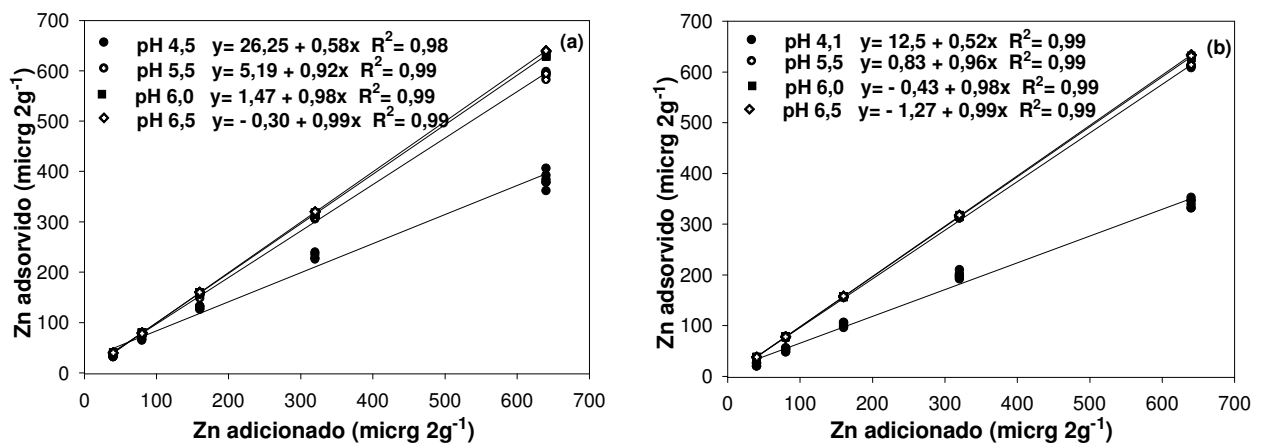 (a)
pH 4,5 y= 26,25 + 0,58x R²= 0,98
pH 5,5 y= 5,19 + 0,92x R²= 0,99
pH 6,0 y= 1,47 + 0,98x R²= 0,99
pH 6,5 y= - 0,30 + 0,99x R²= 0,99
Zn adsorvido (micrg 2g⁻¹)
700
600
500
400
300
200
100
0
0 100 200 300 400 500 600 700
Zn adicionado (micrg 2g⁻¹)
(b)
pH 4,1 y= 12,5 + 0,52x R²= 0,99
pH 5,5 y= 0,83 + 0,96x R²= 0,99
pH 6,0 y= - 0,43 + 0,98x R²= 0,99
pH 6,5 y= - 1,27 + 0,99x R²= 0,99
Zn adsorvido (micrg 2g⁻¹)
700
600
500
400
300
200
100
0
0 100 200 300 400 500 600 700
Zn adicionado (micrg 2g⁻¹)